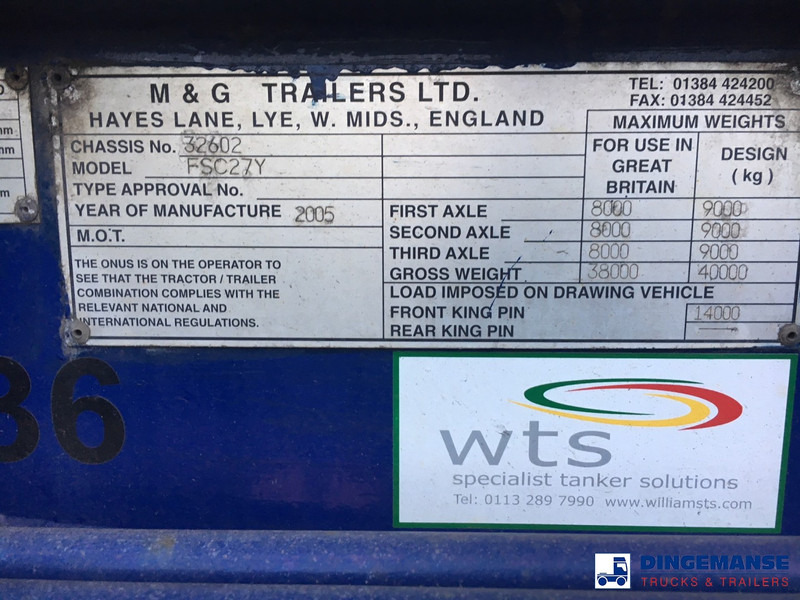 M & G TRAILERS LTD.
HAYES LANE, LYE, W. MIDS., ENGLAND
TEL: 01384 424200
FAX: 01384 424452
CHASSIS No. 32602
MODEL FSC27Y
TYPE APPROVAL No.
YEAR OF MANUFACTURE 2005
M.O.T.
THE ONUS IS ON THE OPERATOR TO
SEE THAT THE TRACTOR / TRAILER
COMBINATION COMPLIES WITH THE
RELEVANT NATIONAL AND
INTERNATIONAL REGULATIONS.
MAXIMUM WEIGHTS
FOR USE IN
GREAT
BRITAIN
DESIGN
(kg)
FIRST AXLE 8000 9000
SECOND AXLE 8000 9000
THIRD AXLE 8000 9000
GROSS WEIGHT 38000 40000
LOAD IMPOSED ON DRAWING VEHICLE
FRONT KING PIN 14000
REAR KING PIN —
36
wts
specialist tanker solutions
Tel: 0113 289 7990 www.williamsts.com
DINGEMANSE
TRUCKS & TRAILERS